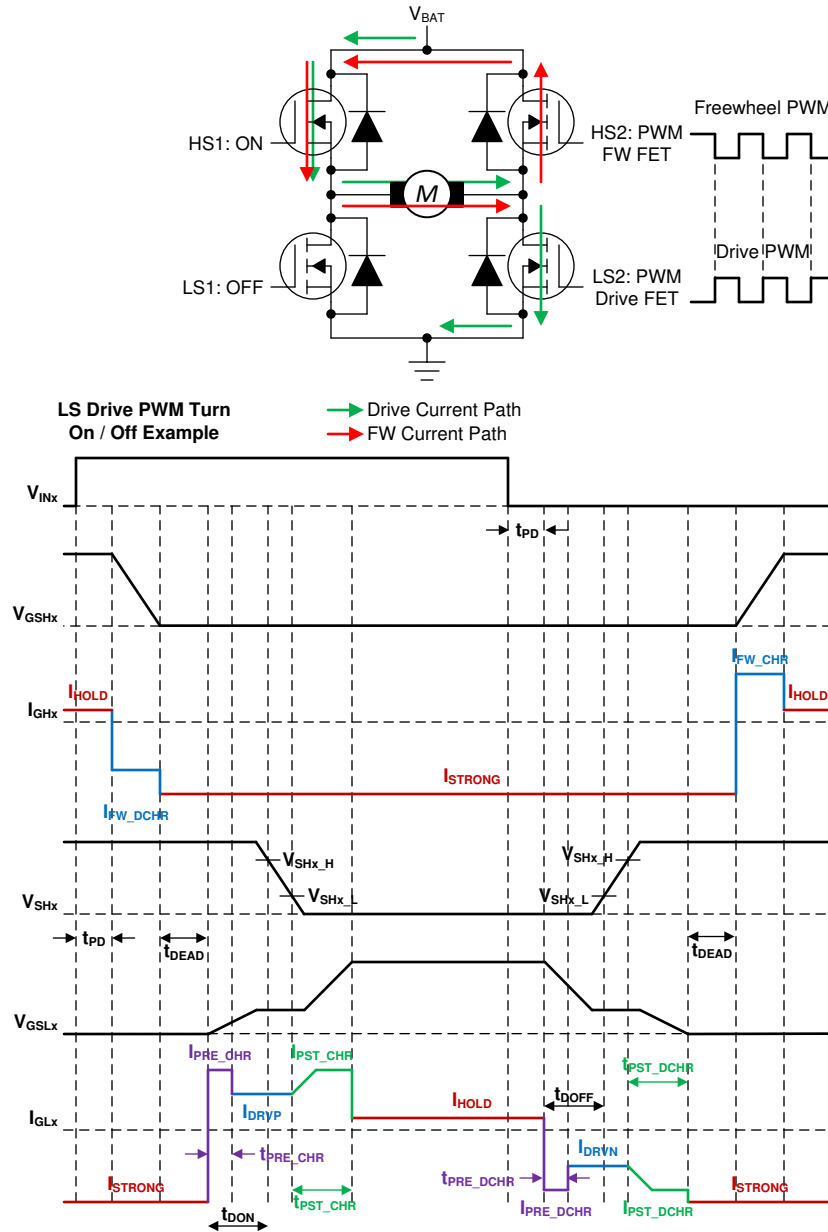 VBAT
Freewheel PWM
HS1: ON
HS2: PWM
FW FET
M
Drive PWM
LS1: OFF
LS2: PWM
Drive FET
LS Drive PWM Turn
On / Off Example
Drive Current Path
FW Current Path
VINx
tPD
VGSHx
IFW_CHR
IHOLD
IHOLD
IGHx
ISTRONG
IFW_DCHR
VSHx_H
VSHx_H
VSHx_L
VSHx_L
VSHx
tPD
tDEAD
tDEAD
VGSLx
IPRE_CHR
IPST_CHR
tPST_DCHR
IDRVP
IHOLD
tDOFF
IGLx
IDRVN
tPRE_CHR
tPRE_DCHR
ISTRONG
tPST_CHR
IPRE_DCHR
IPST_DCHR
ISTRONG
tDON